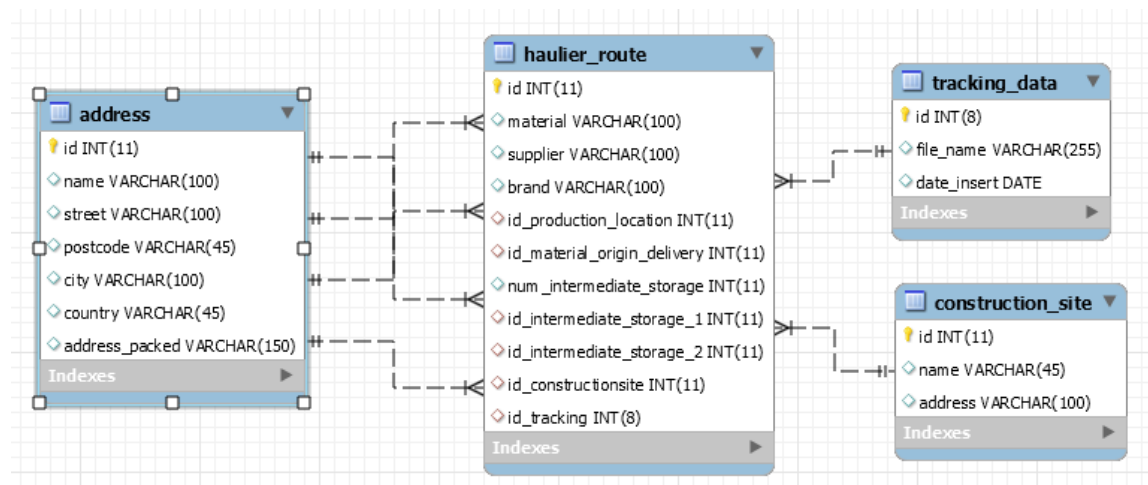 address
id INT(11)
name VARCHAR(100)
street VARCHAR(100)
postcode VARCHAR(45)
city VARCHAR(100)
country VARCHAR(45)
address_packed VARCHAR(150)
Indexes
haulier_route
id INT(11)
material VARCHAR(100)
supplier VARCHAR(100)
brand VARCHAR(100)
id_production_location INT(11)
id_material_origin_delivery INT(11)
num_intermediate_storage INT(11)
id_intermediate_storage_1 INT(11)
id_intermediate_storage_2 INT(11)
id_constructionsite INT(11)
id_tracking INT(8)
Indexes
tracking_data
id INT(8)
file_name VARCHAR(255)
date_insert DATE
Indexes
construction_site
id INT(11)
name VARCHAR(45)
address VARCHAR(100)
Indexes